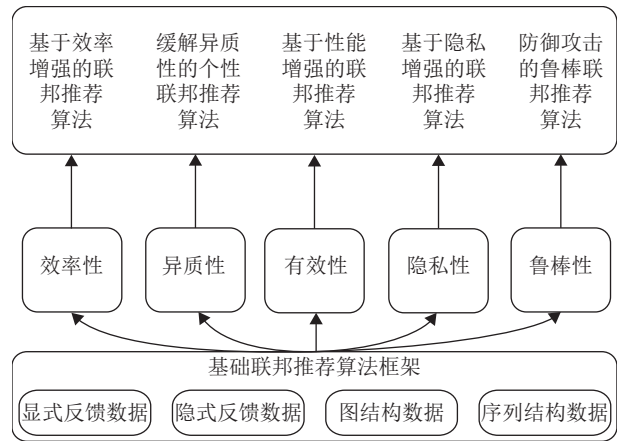 基于效率
增强的联
邦推荐
算法
缓解异质
性的个性
联邦推荐
算法
基于性能
增强的联
邦推荐
算法
基于隐私
增强的联
邦推荐
算法
防御攻击
的鲁棒联
邦推荐
算法
效率性
异质性
有效性
隐私性
鲁棒性
基础联邦推荐算法框架
显式反馈数据
隐式反馈数据
图结构数据
序列结构数据